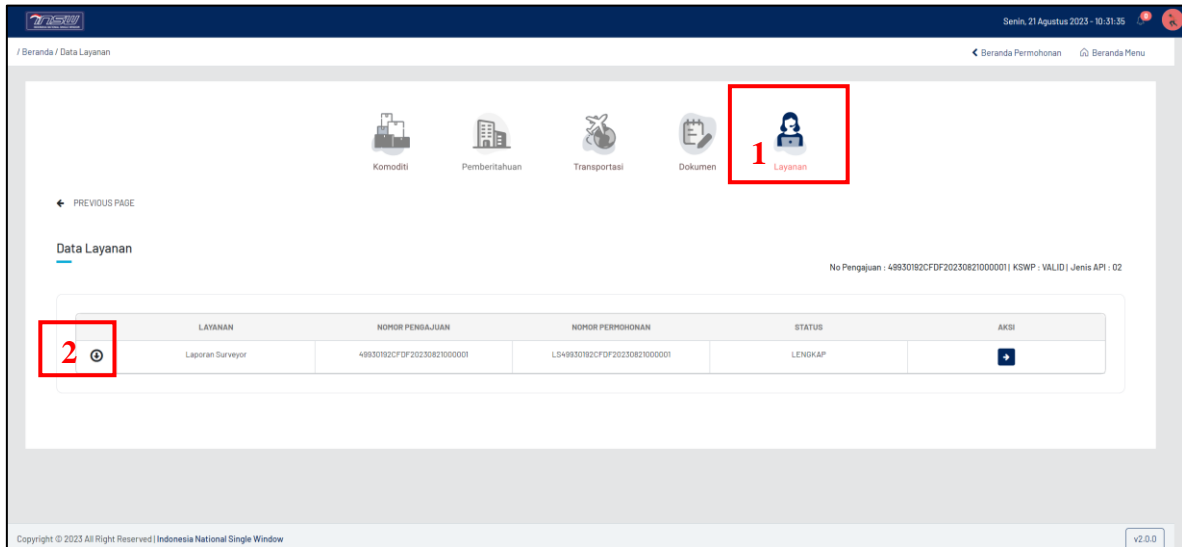 INSW
Senin, 21 Agustus 2023 - 10:31:35
0
/ Beranda / Data Layanan
Beranda Permohonan
Beranda Menu
Komoditi
Pemberitahuan
Transportasi
Dokumen
1
Layanan
PREVIOUS PAGE
Data Layanan
No Pengajuan : 49930192CFDF20230821000001 | KSWP : VALID | Jenis API : 02
LAYANAN NOMOR PENGAJUAN NOMOR PERMOHONAN STATUS AKSI
2 Laporan Surveyor 49930192CFDF20230821000001 LS49930192CFDF20230821000001 LENGKAP
Copyright © 2023 All Right Reserved | Indonesia National Single Window
v2.0.0